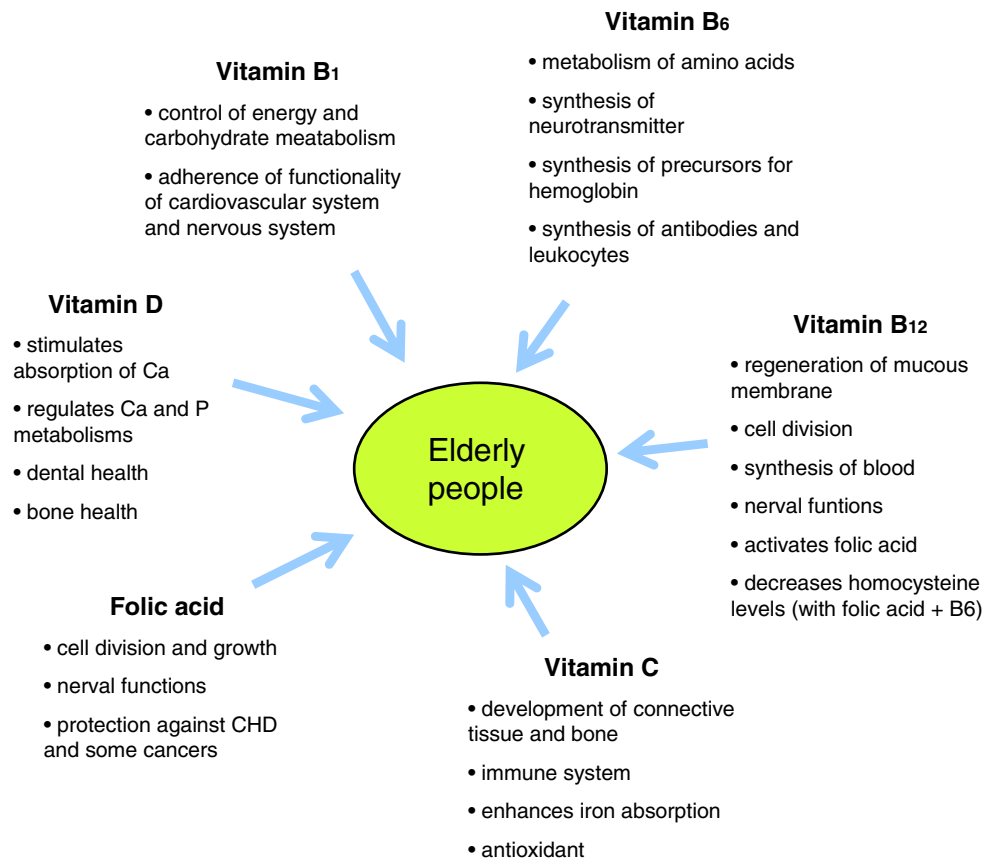 Vitamin B6
• metabolism of amino acids
• synthesis of
neurotransmitter
• synthesis of precursors for
hemoglobin
• synthesis of antibodies and
leukocytes
Vitamin B1
• control of energy and
carbohydrate meatabolism
• adherence of functionality
of cardiovascular system
and nervous system
Vitamin D
• stimulates
absorption of Ca
• regulates Ca and P
metabolisms
• dental health
• bone health
Vitamin B12
• regeneration of mucous
membrane
• cell division
• synthesis of blood
• nerval funtions
• activates folic acid
• decreases homocysteine
levels (with folic acid + B6)
Elderly
people
Folic acid
• cell division and growth
• nerval functions
• protection against CHD
and some cancers
Vitamin C
• development of connective
tissue and bone
• immune system
• enhances iron absorption
• antioxidant